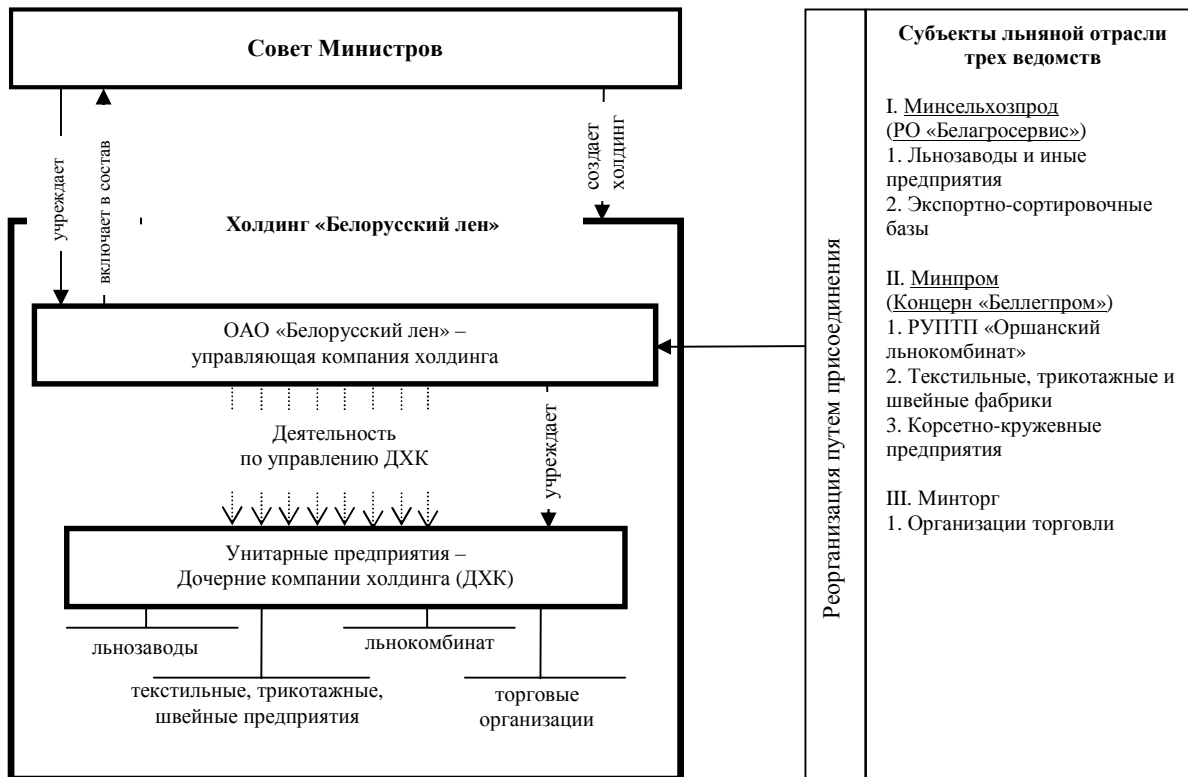 Совет Министров
учреждает
включает в состав
создает
холдинг
Холдинг «Белорусский лен»
ОАО «Белорусский лен» –
управляющая компания холдинга
Деятельность
по управлению ДХК
учреждает
Унитарные предприятия –
Дочерние компании холдинга (ДХК)
льнозаводы
льнокомбинат
текстильные, трикотажные,
швейные предприятия
торговые
организации
Реорганизация путем присоединения
Субъекты льняной отрасли
трех ведомств
I. Минсельхозпрод
(РО «Белагросервис»)
1. Льнозаводы и иные
предприятия
2. Экспортно-сортировочные
базы
II. Минпром
(Концерн «Беллегпром»)
1. РУПТП «Оршанский
льнокомбинат»
2. Текстильные, трикотажные и
швейные фабрики
3. Корсетно-кружевные
предприятия
III. Минторг
1. Организации торговли